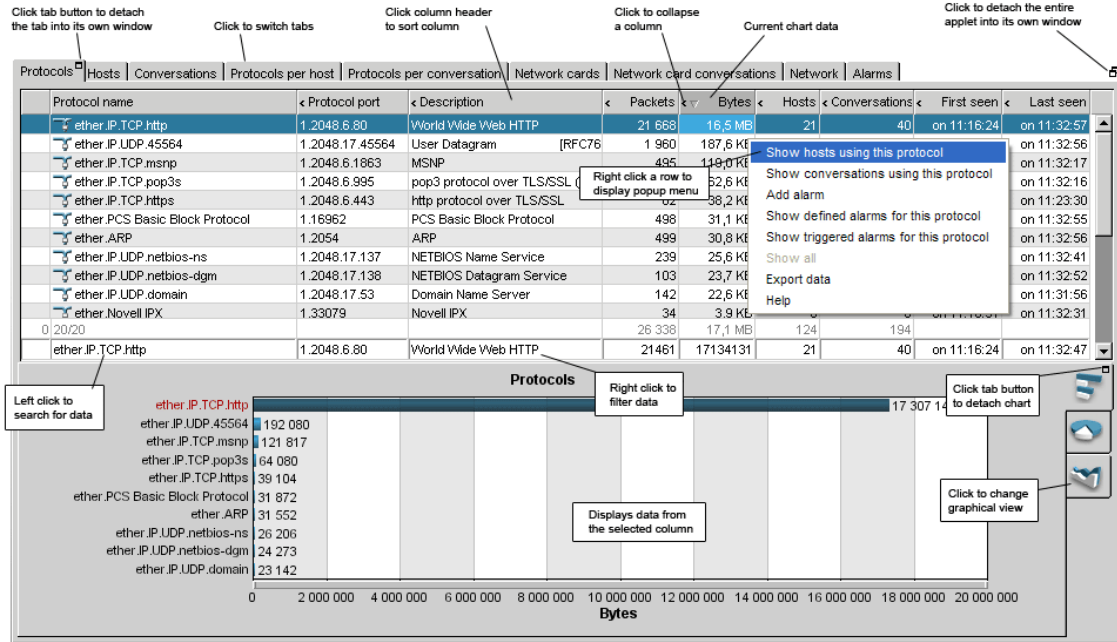 Click tab button to detach
the tab into its own window
Click to switch tabs
Click column header
to sort column
Click to collapse
a column
Current chart data
Click to detach the entire
applet into its own window
Protocols Hosts Conversations Protocols per host Protocols per conversation Network cards Network card conversations Network Alarms
Protocol name < Protocol port < Description < Packets < Bytes < Hosts < Conversations < First seen < Last seen
ether.IP.TCP.http 1.2048.6.80 World Wide Web HTTP 21 668 16,5 MB 21 40 on 11:16:24 on 11:32:57
ether.IP.UDP.45564 1.2048.17.45564 User Datagram [RFC76 1 960 187,6 KB on 11:32:56
ether.IP.TCP.msnp 1.2048.6.1863 MSNP 495 119,0 KB on 11:32:17
ether.IP.TCP.pop3s 1.2048.6.995 pop3 protocol over TLS/SSL ( 62,6 KB on 11:32:16
ether.IP.TCP.https 1.2048.6.443 http protocol over TLS/SSL 62 38,2 KB on 11:23:30
ether.PCS Basic Block Protocol 1.16962 PCS Basic Block Protocol 498 31,1 KB on 11:32:55
ether.ARP 1.2054 ARP 499 30,8 KB on 11:32:56
ether.IP.UDP.netbios-ns 1.2048.17.137 NETBIOS Name Service 239 25,6 KB on 11:32:41
ether.IP.UDP.netbios-dgm 1.2048.17.138 NETBIOS Datagram Service 103 23,7 KB on 11:32:52
ether.IP.UDP.domain 1.2048.17.53 Domain Name Server 142 22,6 KB on 11:31:56
ether.Novell IPX 1.33079 Novell IPX 34 3.9 KB on 11:32:31
0 20/20 26 338 17,1 MB 124 194
ether.IP.TCP.http 1.2048.6.80 World Wide Web HTTP 21461 17134131 21 40 on 11:16:24 on 11:32:47
Right click a row to
display popup menu
Show hosts using this protocol
Show conversations using this protocol
Add alarm
Show defined alarms for this protocol
Show triggered alarms for this protocol
Show all
Export data
Help
Left click to
search for data
Protocols
Right click to
filter data
Click tab button
to detach chart
ether.IP.TCP.http 17 307 14
ether.IP.UDP.45564 192 080
ether.IP.TCP.msnp 121 817
ether.IP.TCP.pop3s 64 080
ether.IP.TCP.https 39 104
ether.PCS Basic Block Protocol 31 872
ether.ARP 31 552
ether.IP.UDP.netbios-ns 26 206
ether.IP.UDP.netbios-dgm 24 273
ether.IP.UDP.domain 23 142
Displays data from
the selected column
Click to change
graphical view
0 2 000 000 4 000 000 6 000 000 8 000 000 10 000 000 12 000 000 14 000 000 16 000 000 18 000 000 20 000 000
Bytes